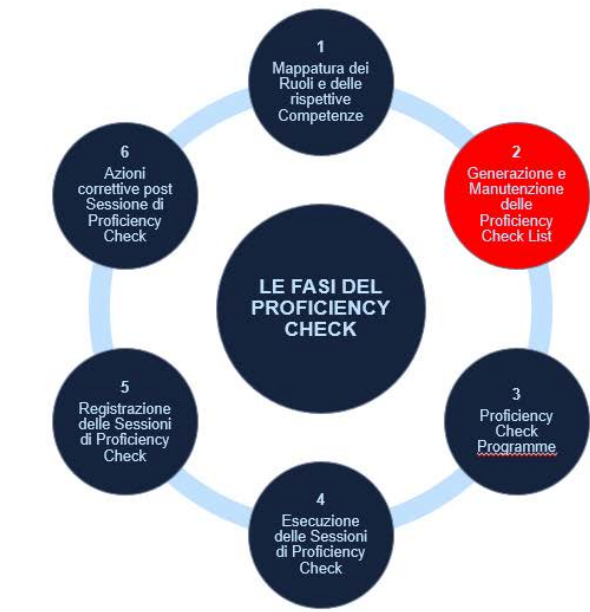 LE FASI DEL
PROFICIENCY
CHECK
1
Mappatura dei
Ruoli e delle
rispettive
Competenze
2
Generazione e
Manutenzione
delle
Proficiency
Check List
3
Proficiency
Check
Programme
4
Esecuzione
delle Sessioni
di Proficiency
Check
5
Registrazione
delle Sessioni
di Proficiency
Check
6
Azioni
correttive post
Sessione di
Proficiency
Check